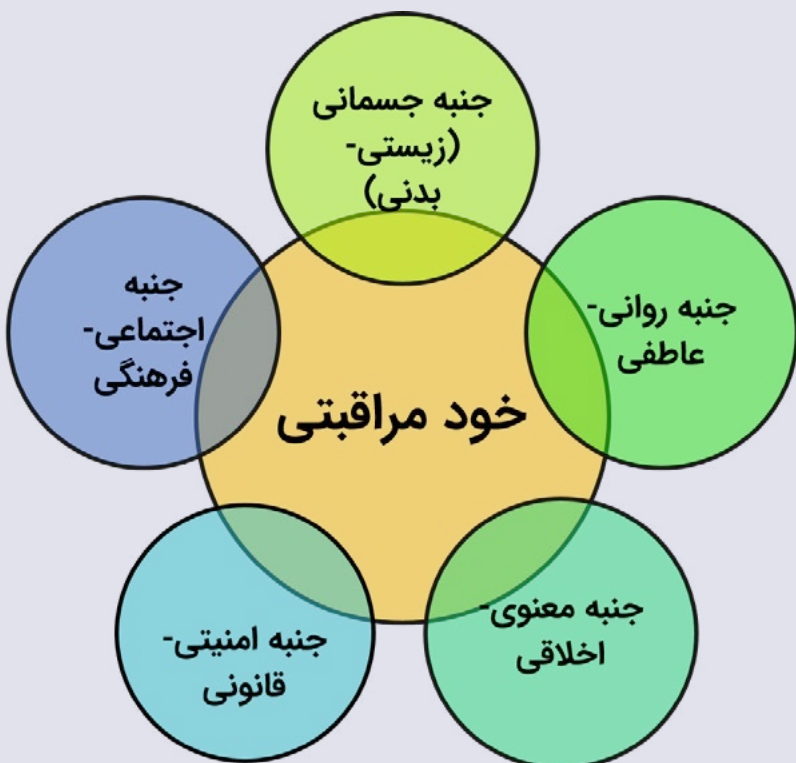 جنبه جسمانی
(زیستی-
بدنی)
جنبه روانی-
عاطفی
جنبه
اجتماعی-
فرهنگی
خود مراقبتی
جنبه معنوی-
اخلاقی
جنبه امنیتی-
قانونی